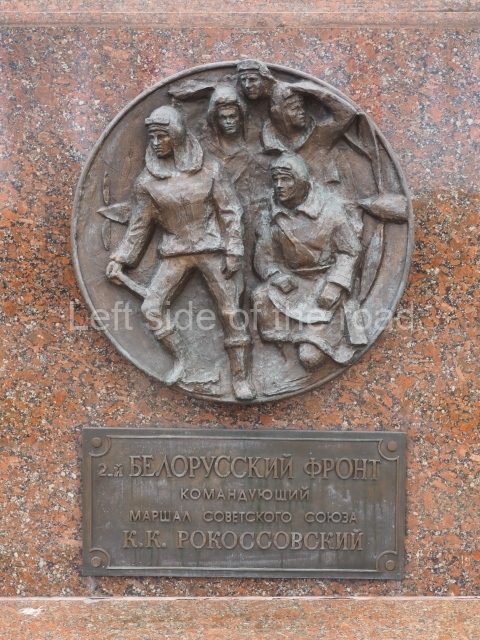 Left side of the road
2-й БЕЛОРУССКИЙ ФРОНТ
КОМАНДУЮЩИЙ
МАРШАЛ СОВЕТСКОГО СОЮЗА
К.К. РОКОССОВСКИЙ